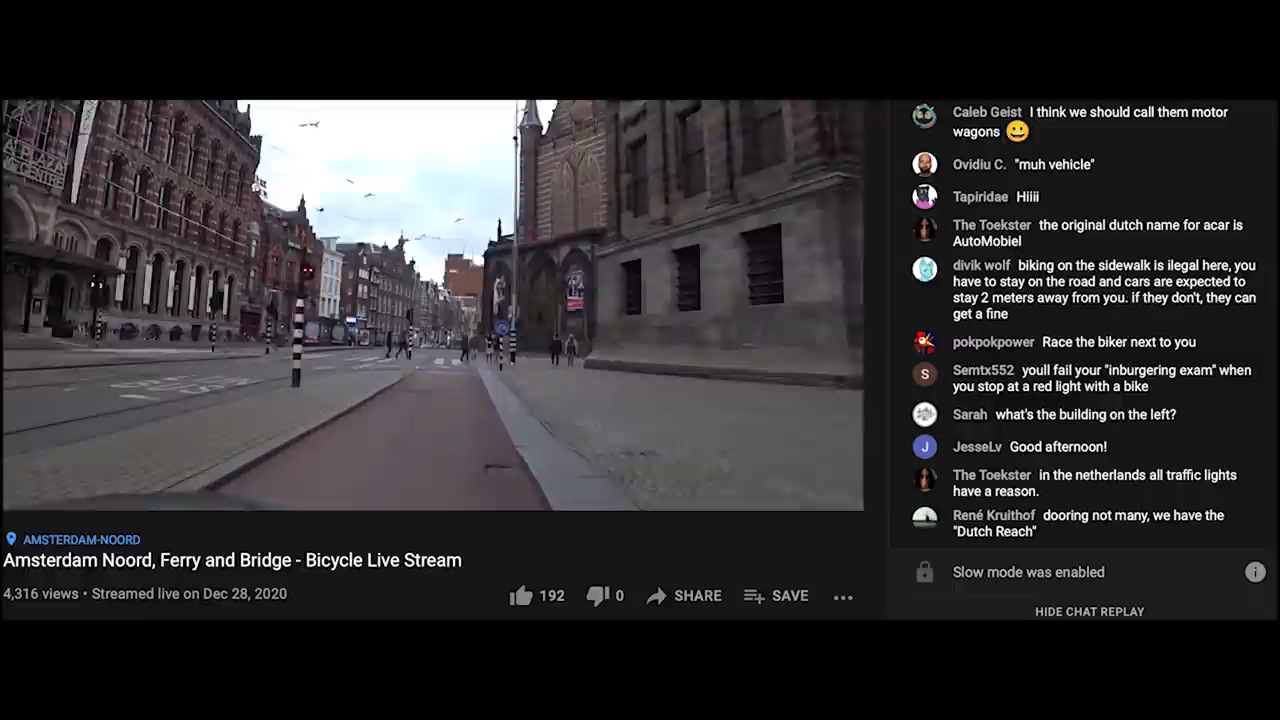 Caleb Geist I think we should call them motor
wagons 😀
Ovidiu C. "muh vehicle"
Tapiridae Hiiii
The Toekster the original dutch name for acar is
AutoMobiel
divik wolf biking on the sidewalk is ilegal here, you
have to stay on the road and cars are expected to
stay 2 meters away from you. if they don't, they can
get a fine
pokpokpower Race the biker next to you
S
Semtx552 youll fail your "inburgering exam" when
you stop at a red light with a bike
Sarah what's the building on the left?
J
JesseLv Good afternoon!
The Toekster in the netherlands all traffic lights
have a reason.
René Kruithof dooring not many, we have the
"Dutch Reach"
Slow mode was enabled
HIDE CHAT REPLAY
AMSTERDAM-NOORD
Amsterdam Noord, Ferry and Bridge - Bicycle Live Stream
4,316 views • Streamed live on Dec 28, 2020
192
0
SHARE
SAVE